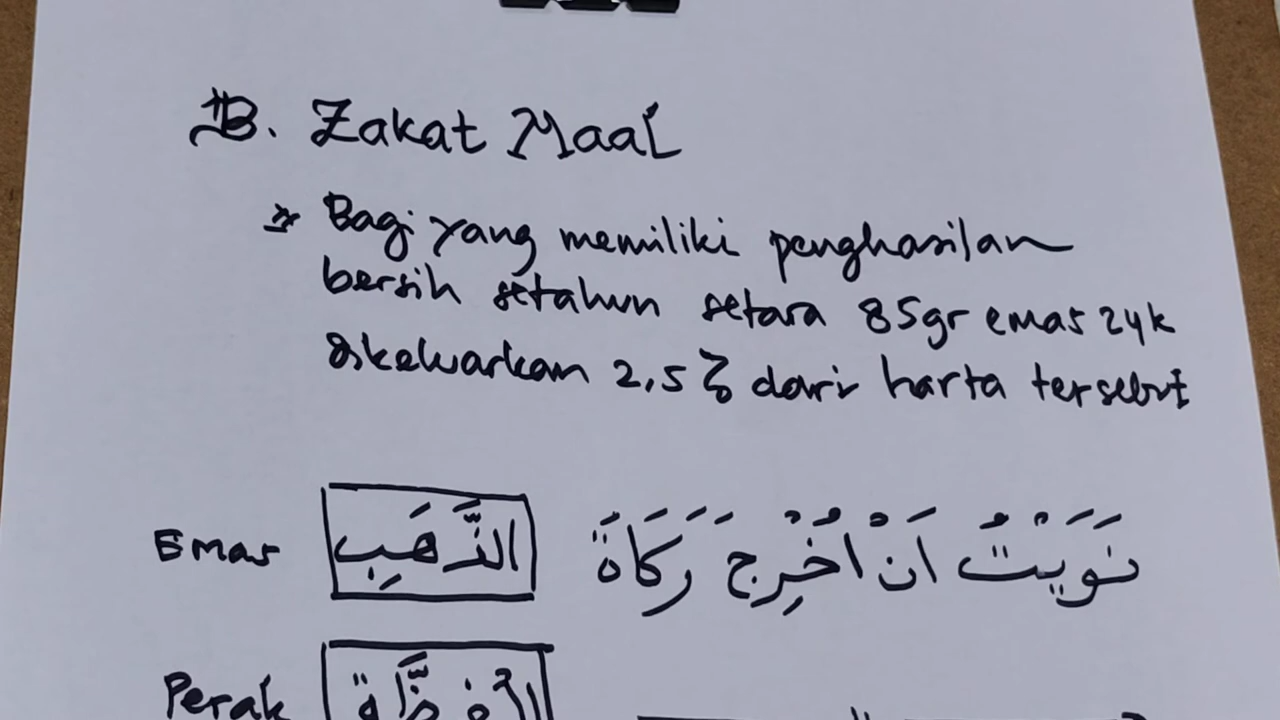 B. Zakat Maal
* Bagi yang memiliki penghasilan
bersih setahun setara 85gr emas 24k
dikeluarkan 2,5% dari harta tersebut
Emas الذَّهَبِ نَوَيْتُ اَنْ اُخْرِجَ زَكَاةَ
Perak الفِضَّةِ